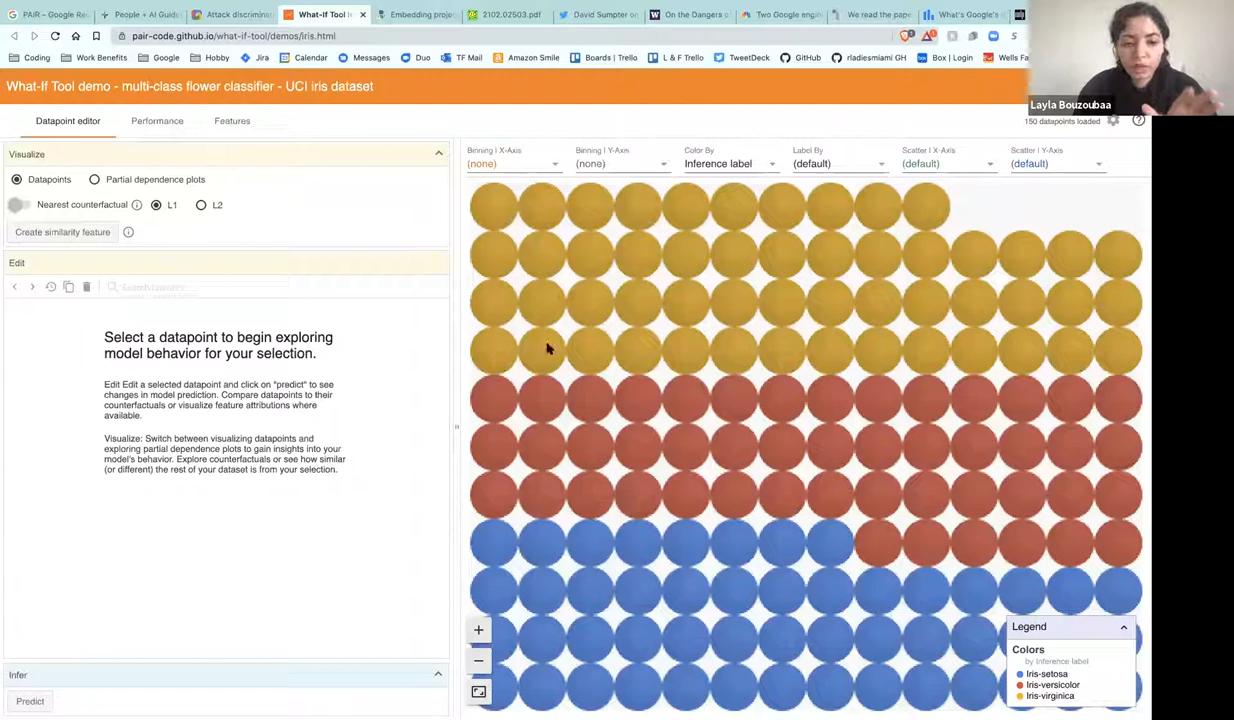 PAIR – Google Res
People + AI Guide
Attack discriminat
What-If Tool
Embedding projec
2102.02503.pdf
David Sumpter on
On the Dangers of
Two Google engin
We read the pape
What's Google's
pair-code.github.io/what-if-tool/demos/iris.html
Coding Work Benefits Google Hobby Jira Calendar Messages Duo TF Mail Amazon Smile Boards | Trello L & F Trello TweetDeck GitHub rladiesmiami GH Box | Login Wells Fa
What-If Tool demo - multi-class flower classifier - UCI iris dataset
Layla Bouzoubaa
Datapoint editor Performance Features
150 datapoints loaded
Visualize
Datapoints Partial dependence plots
Nearest counterfactual L1 L2
Create similarity feature
Binning | X-Axis Binning | Y-Axis Color By Label By Scatter | X-Axis Scatter | Y-Axis
(none) (none) Inference label (default) (default) (default)
Edit
Select a datapoint to begin exploring
model behavior for your selection.
Edit Edit a selected datapoint and click on "predict" to see
changes in model prediction. Compare datapoints to their
counterfactuals or visualize feature attributions where
available.
Visualize: Switch between visualizing datapoints and
exploring partial dependence plots to gain insights into your
model's behavior. Explore counterfactuals or see how similar
(or different) the rest of your dataset is from your selection.
Infer
Predict
Legend
Colors
by Inference label
Iris-setosa
Iris-versicolor
Iris-virginica